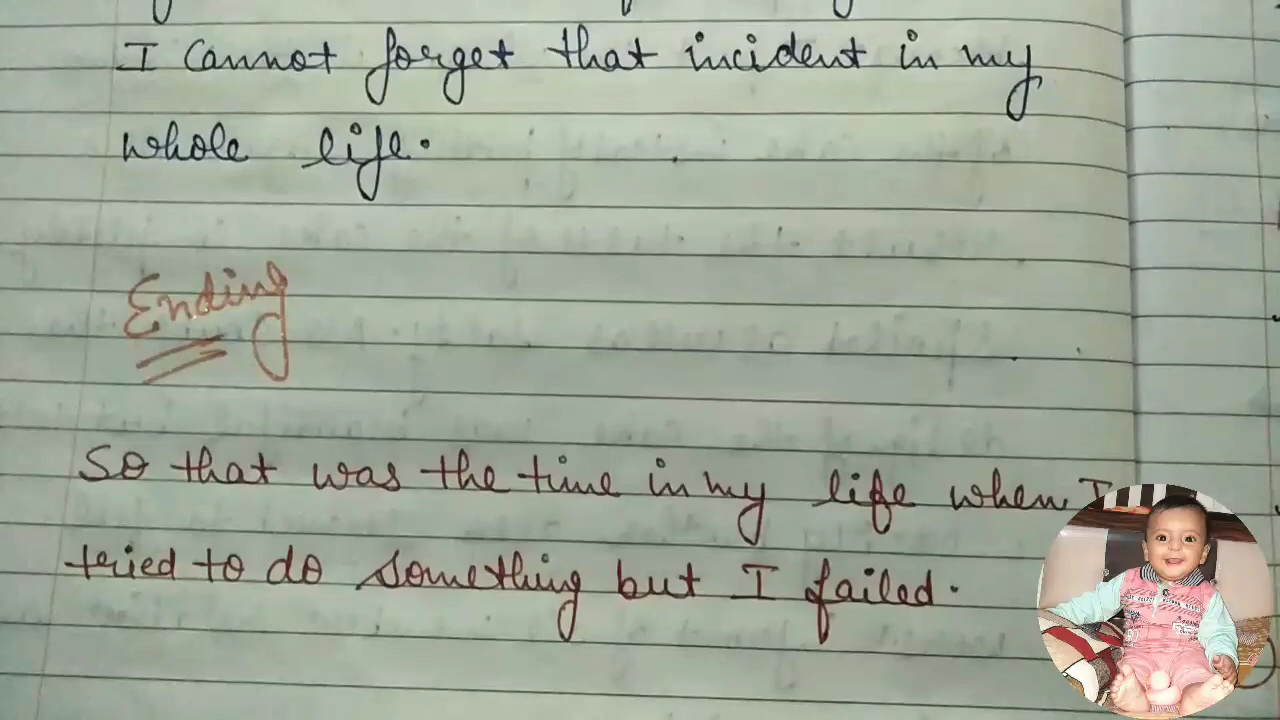 I cannot forget that incident in my
whole life.
Ending
So that was the time in my life when I
tried to do something but I failed.